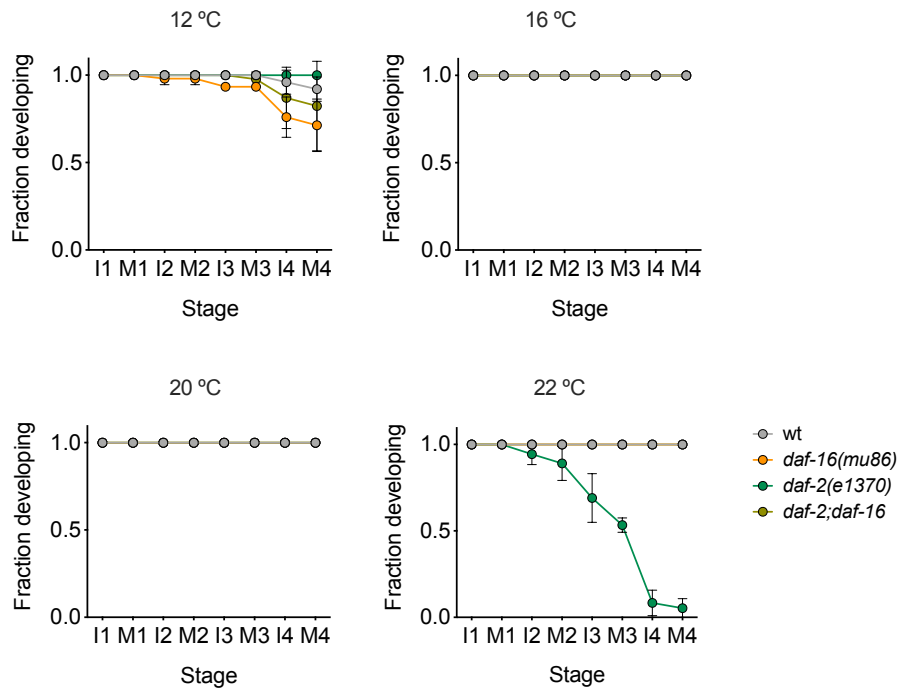 12 ºC
Fraction developing
1.0
0.5
0.0
I1 M1 I2 M2 I3 M3 I4 M4
Stage
16 ºC
Fraction developing
1.0
0.5
0.0
I1 M1 I2 M2 I3 M3 I4 M4
Stage
20 ºC
Fraction developing
1.0
0.5
0.0
I1 M1 I2 M2 I3 M3 I4 M4
Stage
22 ºC
Fraction developing
1.0
0.5
0.0
I1 M1 I2 M2 I3 M3 I4 M4
Stage
wt
daf-16(mu86)
daf-2(e1370)
daf-2;daf-16